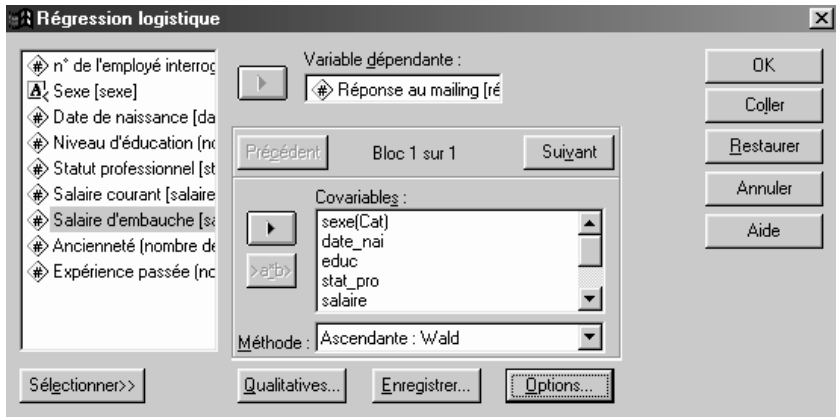 Régression logistique
n° de l'employé interrog
Sexe [sexe]
Date de naissance [da
Niveau d'éducation (no
Statut professionnel [st
Salaire courant [salaire
Salaire d'embauche [sa
Ancienneté (nombre de
Expérience passée (no
Sélectionner>>
Variable dépendante :
Réponse au mailing [ré
Précédent
Bloc 1 sur 1
Suivant
Covariables :
sexe(Cat)
date_nai
educ
stat_pro
salaire
>a*b>
Méthode :
Ascendante : Wald
Qualitatives...
Enregistrer...
Options...
OK
Coller
Restaurer
Annuler
Aide